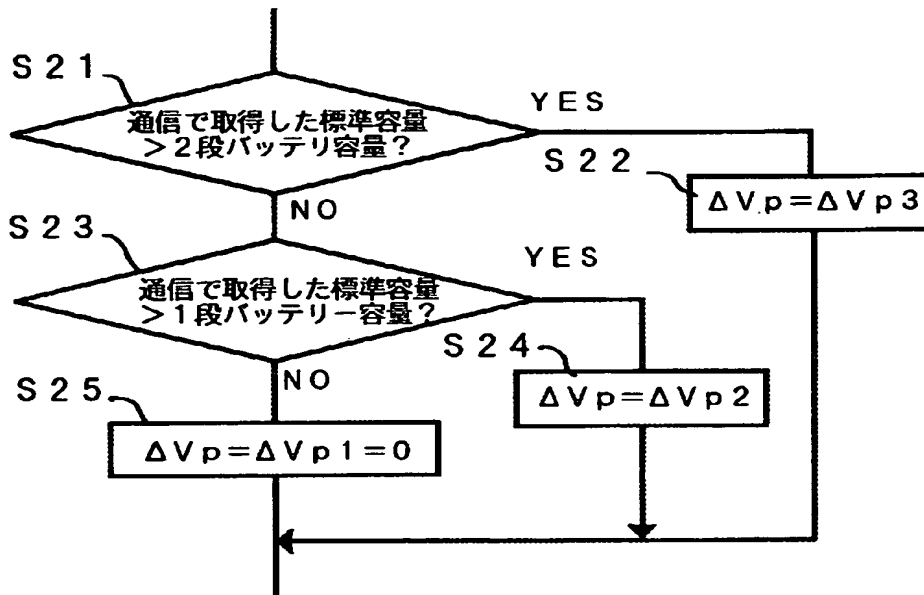 S21
通信で取得した標準容量
>2段バッテリ容量?
YES
S22
ΔVp=ΔVp3
NO
S23
通信で取得した標準容量
>1段バッテリー容量?
YES
S24
ΔVp=ΔVp2
NO
S25
ΔVp=ΔVp1=0